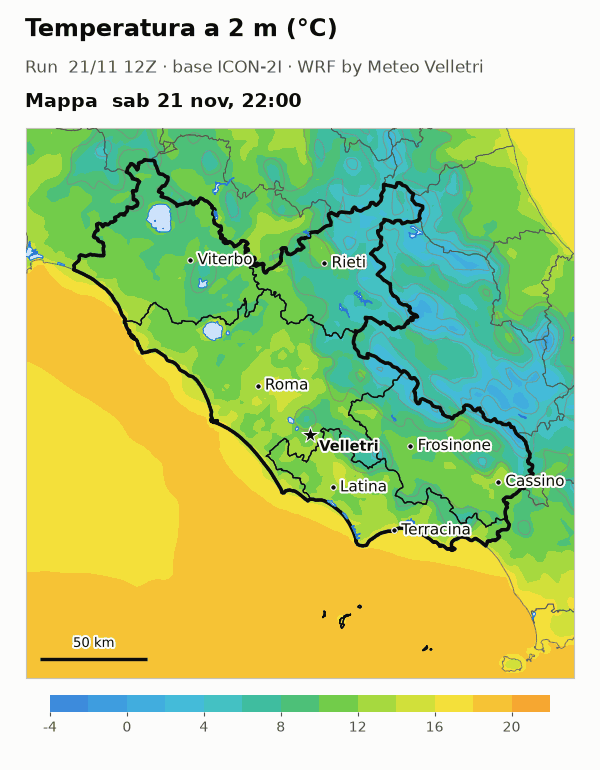 Temperatura a 2 m (°C)
Run  21/11 12Z · base ICON-2I · WRF by Meteo Velletri
Mappa  sab 21 nov, 22:00
Viterbo
Rieti
Roma
Velletri
Frosinone
Cassino
Latina
Terracina
50 km
-4 0 4 8 12 16 20